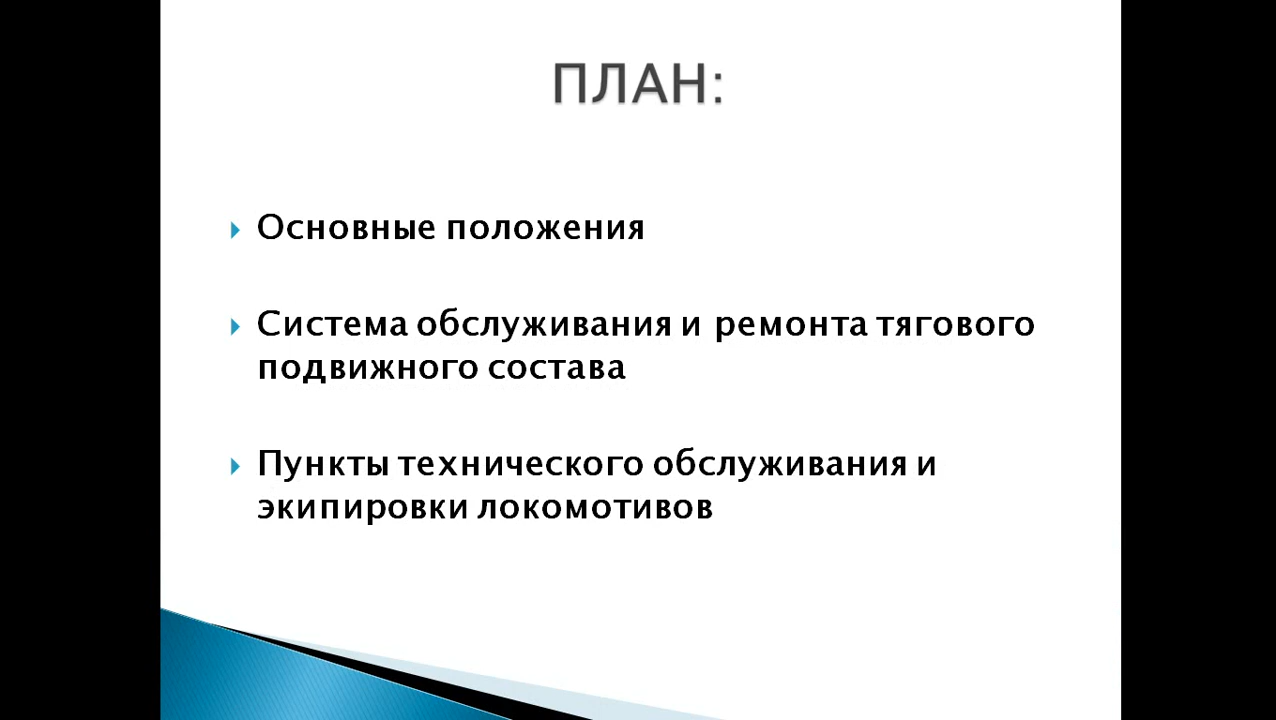 ПЛАН:
Основные положения
Система обслуживания и ремонта тягового
подвижного состава
Пункты технического обслуживания и
экипировки локомотивов